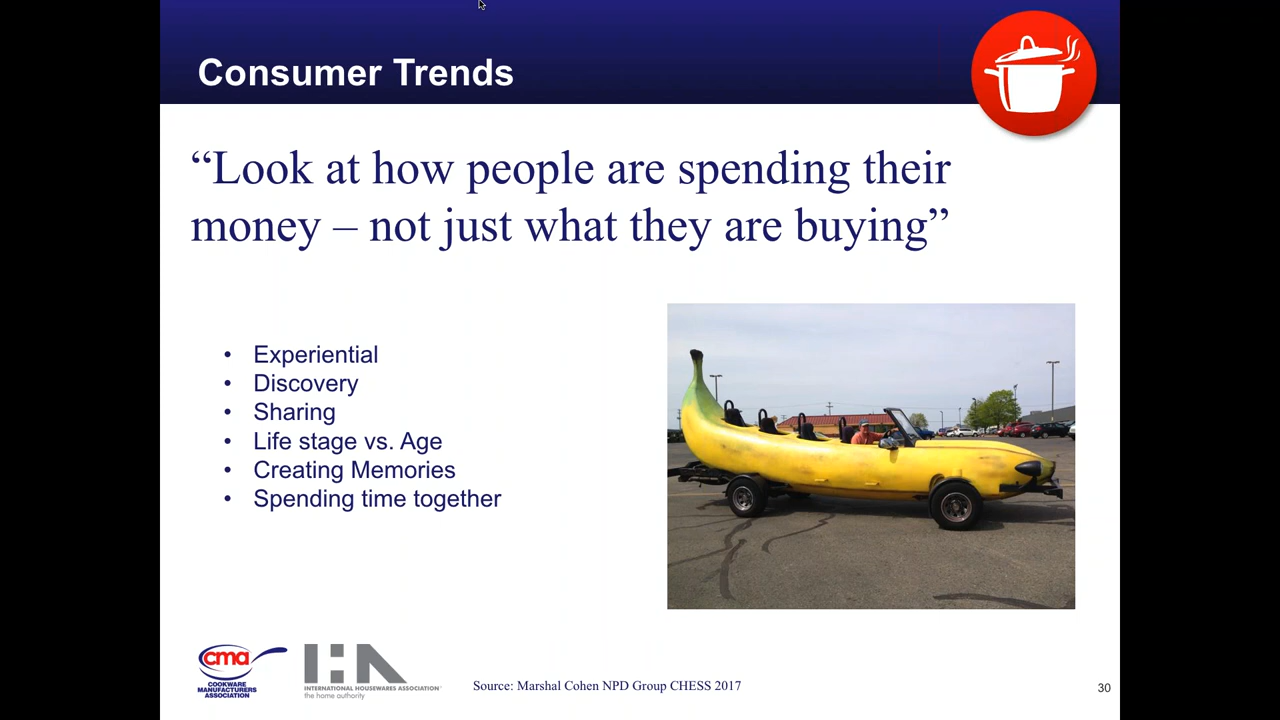 Consumer Trends
“Look at how people are spending their
money – not just what they are buying”
• Experiential
• Discovery
• Sharing
• Life stage vs. Age
• Creating Memories
• Spending time together
cma
COOKWARE
MANUFACTURERS
ASSOCIATION
IHA
INTERNATIONAL HOUSEWARES ASSOCIATION
the home authority
Source: Marshal Cohen NPD Group CHESS 2017
30